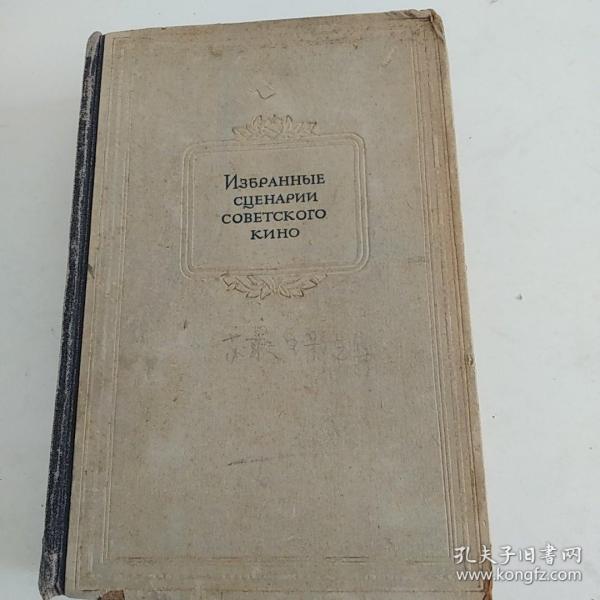 Избранные
сценарии
советского
кино
孔夫子旧书网
www.kongfz.com